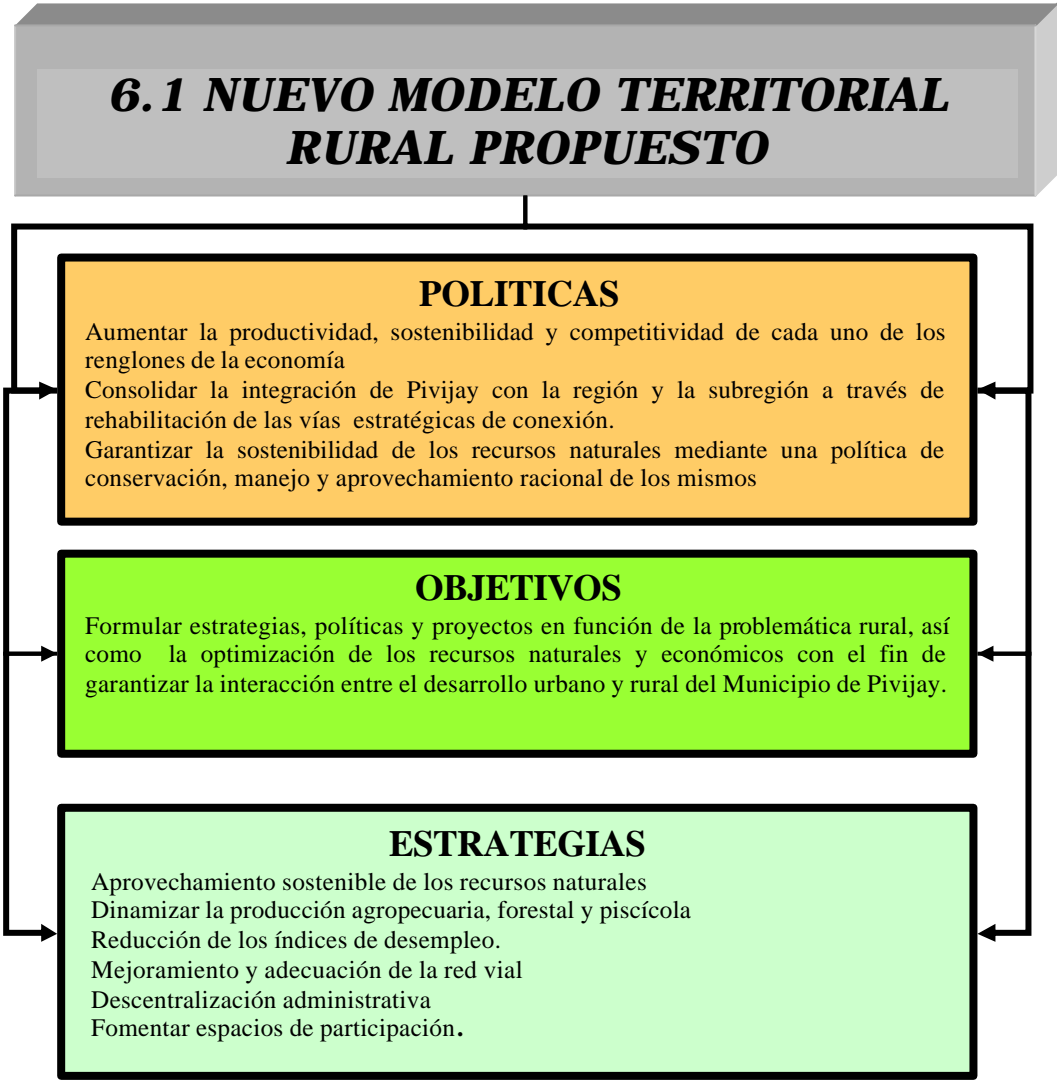 6.1 NUEVO MODELO TERRITORIAL
RURAL PROPUESTO
POLITICAS
Aumentar la productividad, sostenibilidad y competitividad de cada uno de los
renglones de la economía
Consolidar la integración de Pivijay con la región y la subregión a través de
rehabilitación de las vías estratégicas de conexión.
Garantizar la sostenibilidad de los recursos naturales mediante una política de
conservación, manejo y aprovechamiento racional de los mismos
OBJETIVOS
Formular estrategias, políticas y proyectos en función de la problemática rural, así
como la optimización de los recursos naturales y económicos con el fin de
garantizar la interacción entre el desarrollo urbano y rural del Municipio de Pivijay.
ESTRATEGIAS
Aprovechamiento sostenible de los recursos naturales
Dinamizar la producción agropecuaria, forestal y piscícola
Reducción de los índices de desempleo.
Mejoramiento y adecuación de la red vial
Descentralización administrativa
Fomentar espacios de participación.